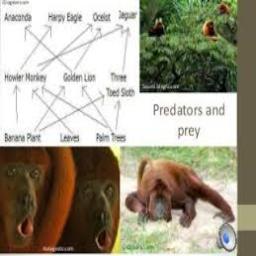 Anaconda Harpy Eagle Ocelot Jaguar
Howler Monkey Golden Lion Three
Toed Sloth
Banana Plant Leaves Palm Trees
Predators and
prey